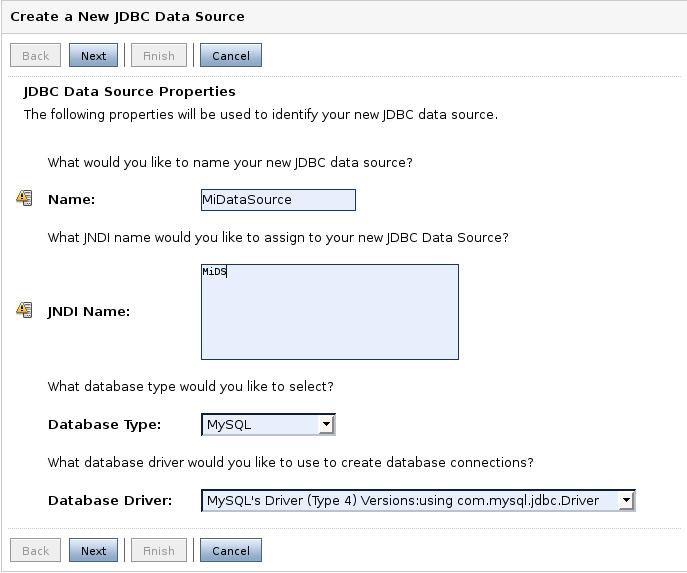 Create a New JDBC Data Source
Back Next Finish Cancel
JDBC Data Source Properties
The following properties will be used to identify your new JDBC data source.
What would you like to name your new JDBC data source?
Name: MiDataSource
What JNDI name would you like to assign to your new JDBC Data Source?
MiDS
JNDI Name:
What database type would you like to select?
Database Type: MySQL
What database driver would you like to use to create database connections?
Database Driver: MySQL's Driver (Type 4) Versions:using com.mysql.jdbc.Driver
Back Next Finish Cancel